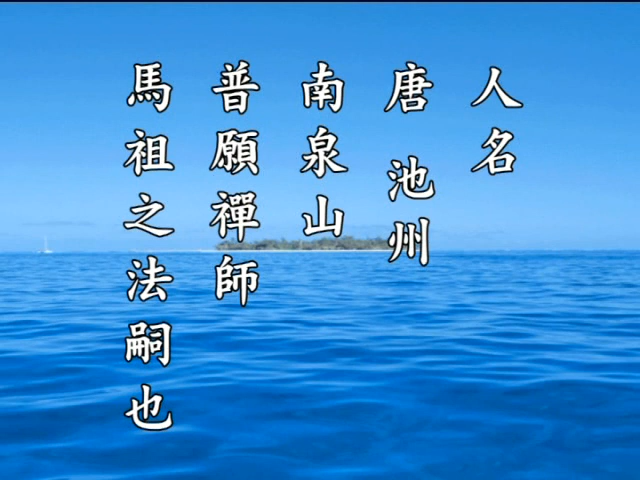 人名
唐 池州
南泉山
普願禪師
馬祖之法嗣也